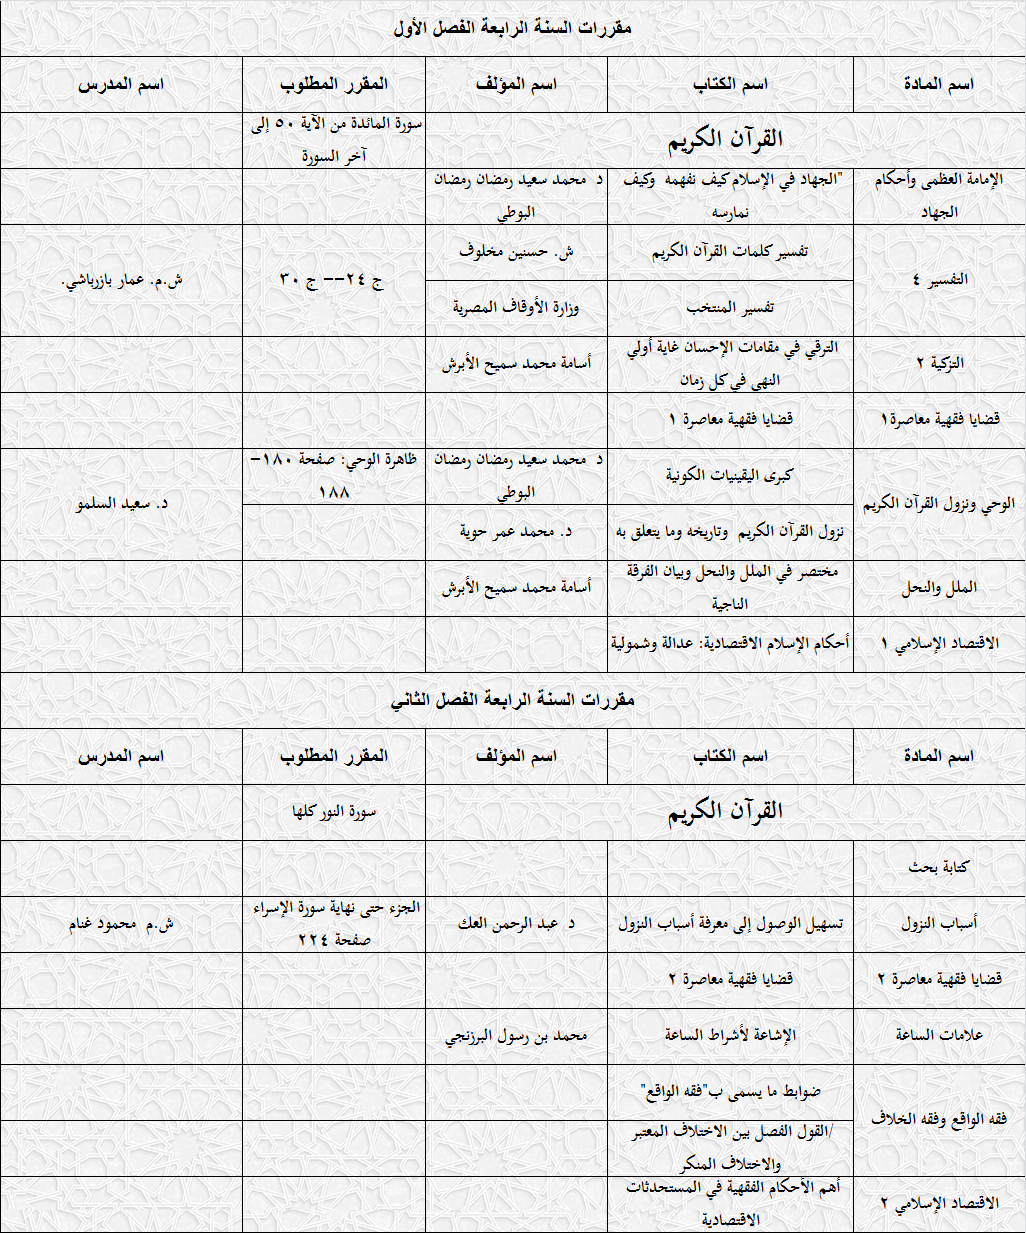 مقررات السنة الرابعة الفصل الأول
اسم المادة اسم الكتاب اسم المؤلف المقرر المطلوب اسم المدرس
القرآن الكريم سورة المائدة من الآية ٥٠ إلى
آخر السورة
الإمامة العظمى وأحكام "الجهاد في الإسلام كيف نفهمه وكيف د محمد سعيد رمضان رمضان
الجهاد نمارسه البوطي
تفسير كلمات القرآن الكريم ش. حسنين مخلوف
التفسير ٤ ج ٢٤-- ج ٣٠ ش.م. عمار بازرباشي.
تفسير المنتخب وزارة الأوقاف المصرية
الترقي في مقامات الإحسان غاية أولي
التزكية ٢ أسامة محمد سميح الأبرش
النهى في كل زمان
قضايا فقهية معاصرة١ قضايا فقهية معاصرة ١
كبرى اليقينيات الكونية د محمد سعيد رمضان رمضان ظاهرة الوحي: صفحة ١٨٠-
البوطي ١٨٨
الوحي ونزول القرآن الكريم د. سعيد السلمو
نزول القرآن الكريم وتاريخه وما يتعلق به د. محمد عمر حوية
مختصر في الملل والنحل وبيان الفرقة
الملل والنحل أسامة محمد سميح الأبرش
الناجية
الاقتصاد الإسلامي ١ أحكام الإسلام الاقتصادية: عدالة وشمولية
مقررات السنة الرابعة الفصل الثاني
اسم المادة اسم الكتاب اسم المؤلف المقرر المطلوب اسم المدرس
القرآن الكريم سورة النور كلها
كتابة بحث
أسباب النزول تسهيل الوصول إلى معرفة أسباب النزول د عبد الرحمن العك الجزء حتى نهاية سورة الإسراء ش.م محمود غنام
صفحة ٢٢٤
قضايا فقهية معاصرة ٢ قضايا فقهية معاصرة ٢
علامات الساعة الإشاعة لأشراط الساعة محمد بن رسول البرزنجي
ضوابط ما يسمى ب"فقه الواقع"
فقه الواقع وفقه الخلاف
/القول الفصل بين الاختلاف المعتبر
والاختلاف المنكر
أهم الأحكام الفقهية في المستحدثات
الاقتصاد الإسلامي ٢
الاقتصادية